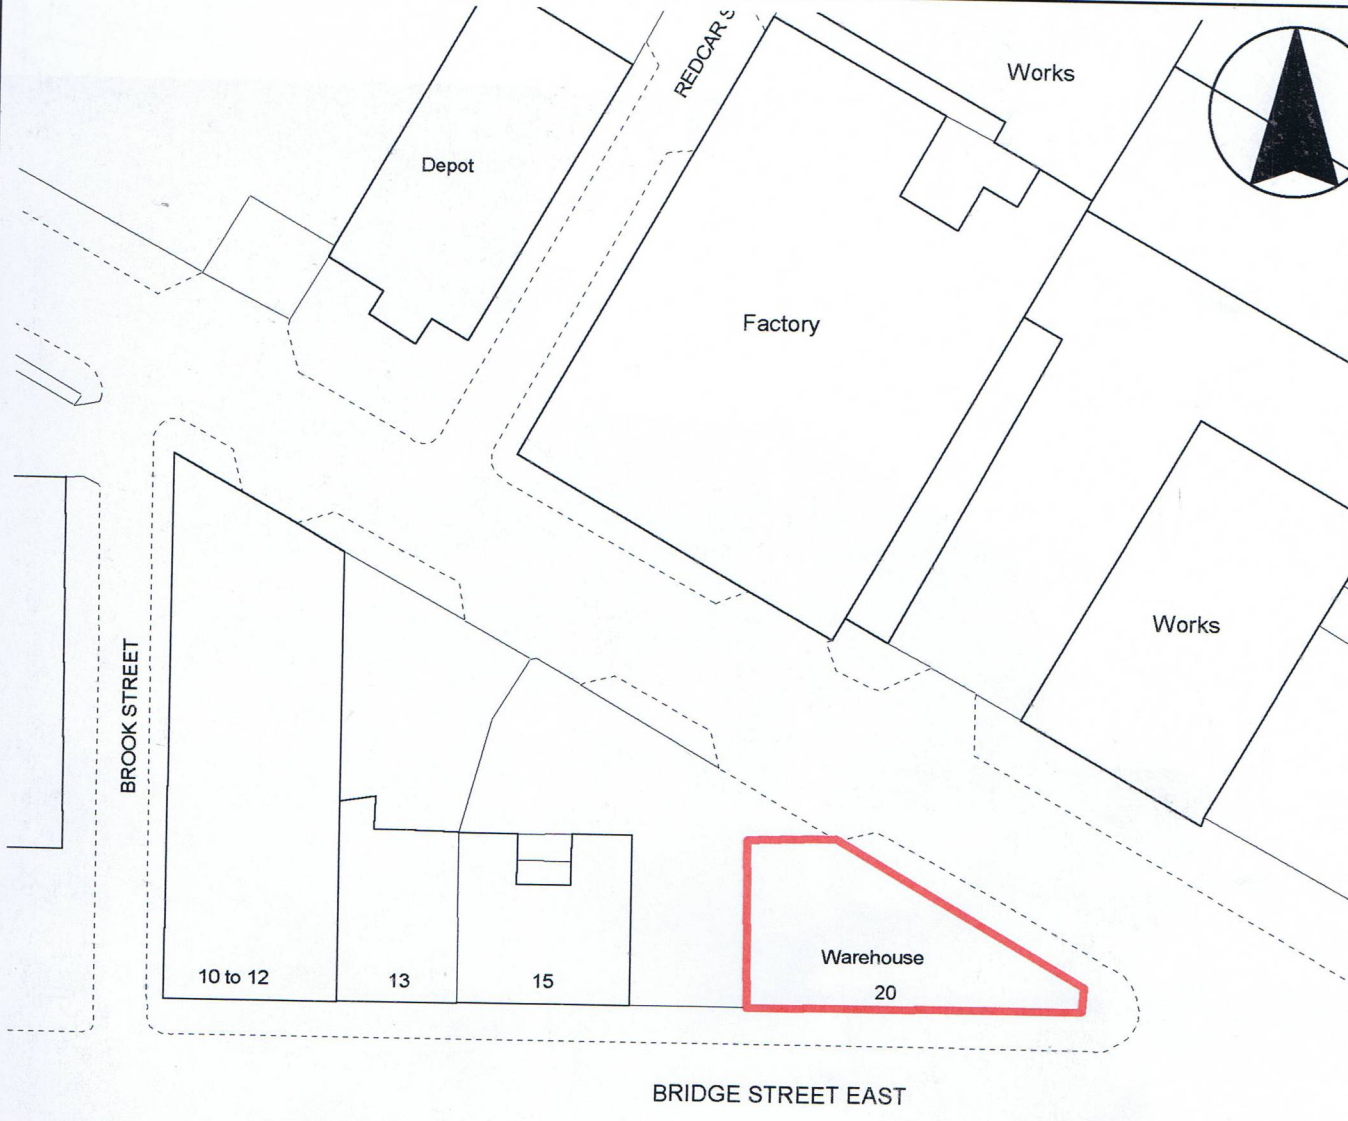 REDCAR S
Works
Depot
Factory
Works
BROOK STREET
Warehouse
10 to 12
13
15
20
BRIDGE STREET EAST